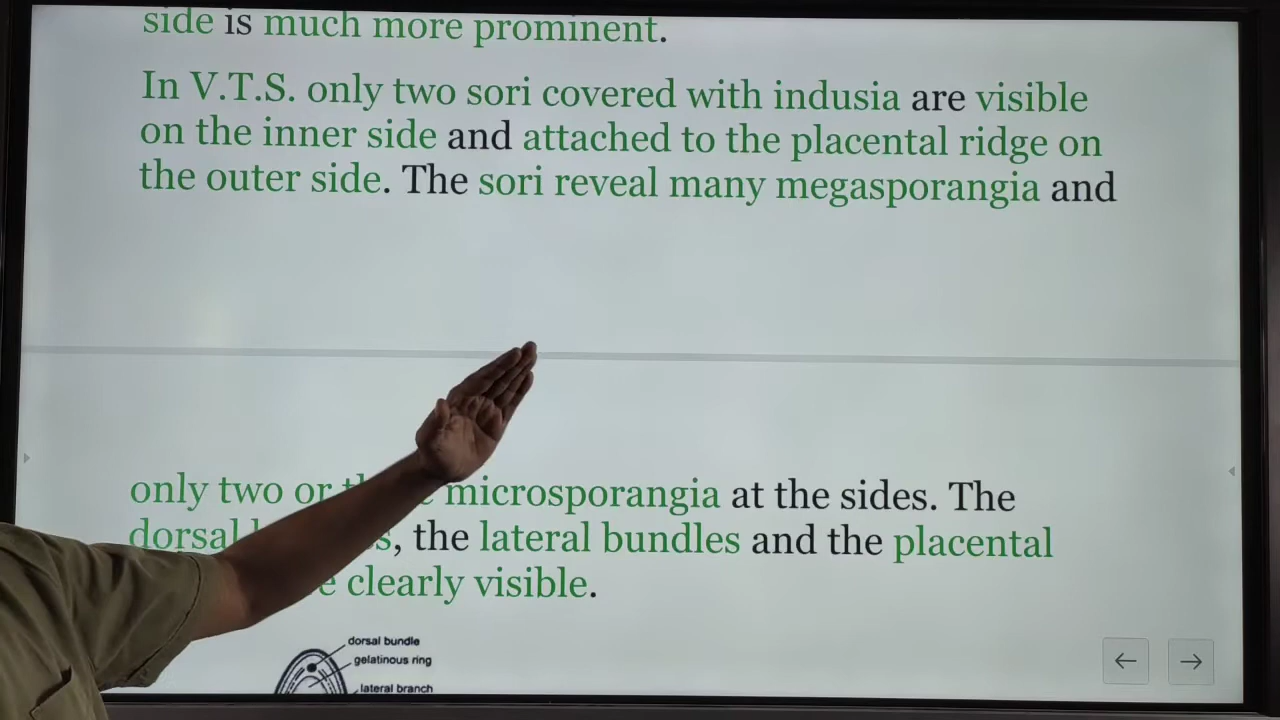 side is much more prominent.
In V.T.S. only two sori covered with indusia are visible
on the inner side and attached to the placental ridge on
the outer side. The sori reveal many megasporangia and
only two or microsporangia at the sides. The
dorsal, the lateral bundles and the placental
clearly visible.
dorsal bundle
gelatinous ring
lateral branch